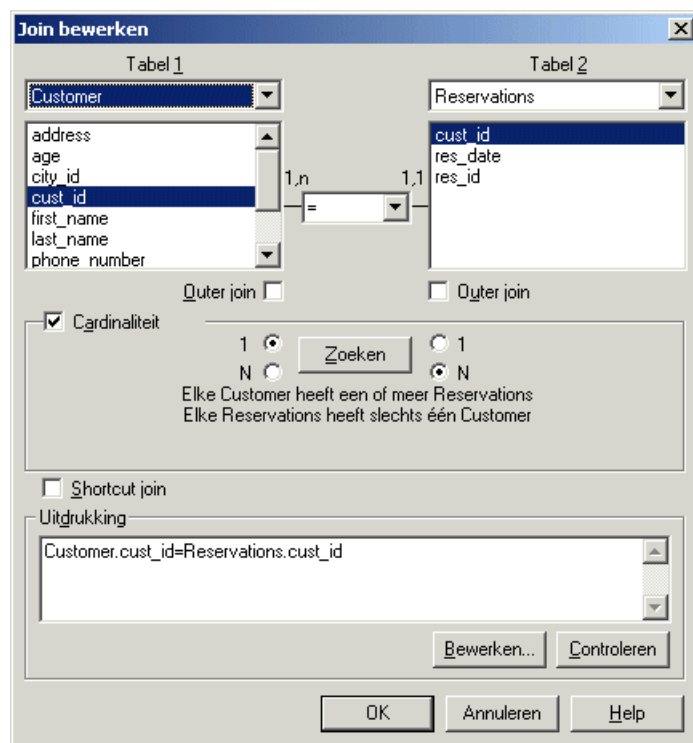 Join bewerken
Tabel 1
Tabel 2
Customer
Reservations
address
age
city_id
cust_id
first_name
last_name
phone_number
cust_id
res_date
res_id
1,n
1,1
=
Outer join
Outer join
Cardinaliteit
1
Zoeken
1
N
N
Elke Customer heeft een of meer Reservations
Elke Reservations heeft slechts één Customer
Shortcut join
Uitdrukking
Customer.cust_id=Reservations.cust_id
Bewerken...
Controleren
OK
Annuleren
Help